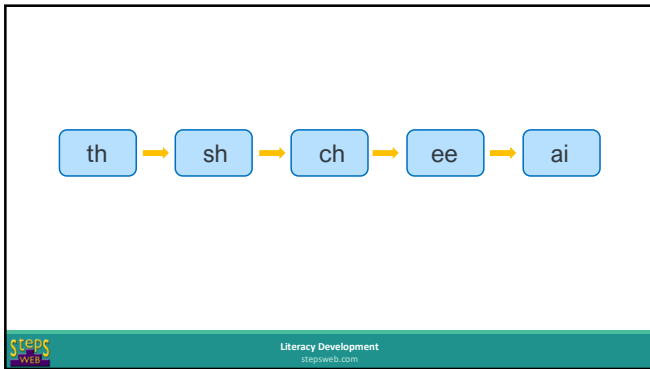 th sh ch ee ai
Steps
WEB
Literacy Development
stepsweb.com